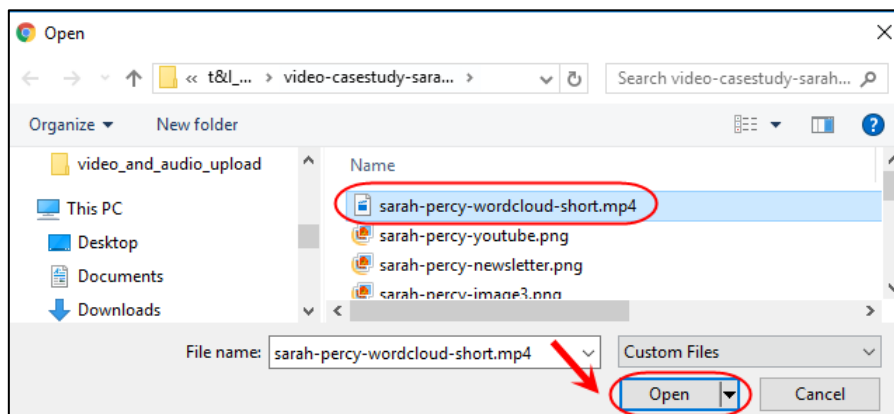 Open
« t&l_... › video-casestudy-sara... ›
Search video-casestudy-sarah...
Organize
New folder
video_and_audio_upload
This PC
Desktop
Documents
Downloads
Name
sarah-percy-wordcloud-short.mp4
sarah-percy-youtube.png
sarah-percy-newsletter.png
sarah-percy-image3.png
File name: sarah-percy-wordcloud-short.mp4
Custom Files
Open
Cancel